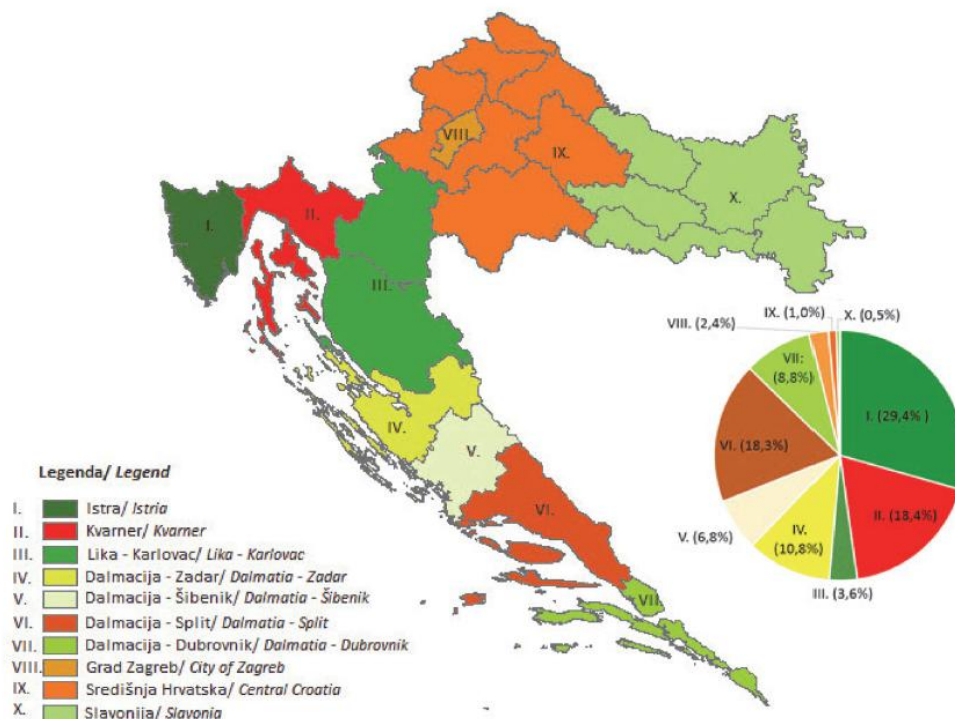 VIII.
IX.
X.
I.
II.
III.
IV.
V.
VI.
VII
IX. (1,0%)
X. (0,5%)
VIII. (2,4%)
VII:
(8,8%)
I. (29,4% )
VI. (18,3%)
II. (18,4%)
V. (6,8%)
IV.
(10,8%)
III. (3,6%)
Legenda/ Legend
I. Istra/ Istria
II. Kvarner/ Kvarner
III. Lika - Karlovac/ Lika - Karlovac
IV. Dalmacija - Zadar/ Dalmatia - Zadar
V. Dalmacija - Šibenik/ Dalmatia - Šibenik
VI. Dalmacija - Split/ Dalmatia - Split
VII. Dalmacija - Dubrovnik/ Dalmatia - Dubrovnik
VIII. Grad Zagreb/ City of Zagreb
IX. Središnja Hrvatska/ Central Croatia
X. Slavonija/ Slavonia